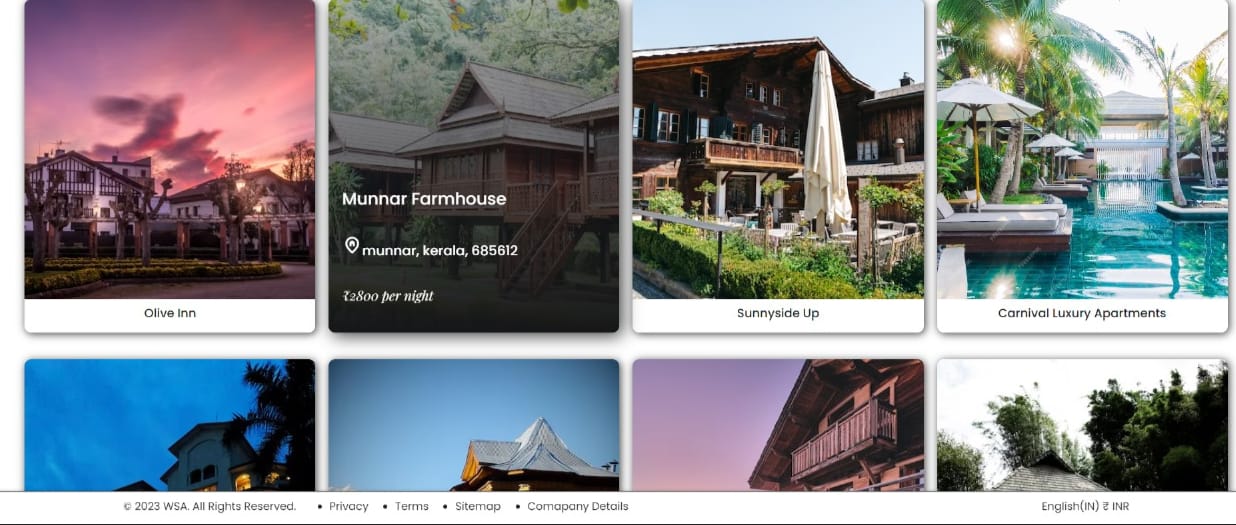 Munnar Farmhouse
munnar, kerala, 685612
₹2800 per night
Olive Inn
Sunnyside Up
Carnival Luxury Apartments
© 2023 WSA. All Rights Reserved. • Privacy • Terms • Sitemap • Comapany Details English(IN) ₹ INR